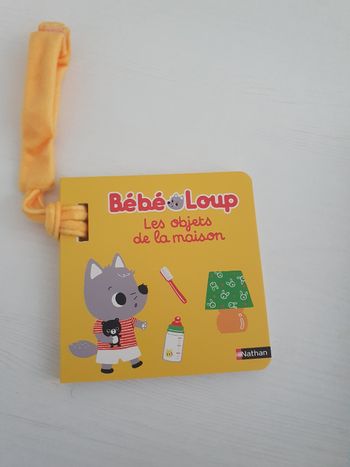 Bébé Loup
Les objets
de la maison
Nathan